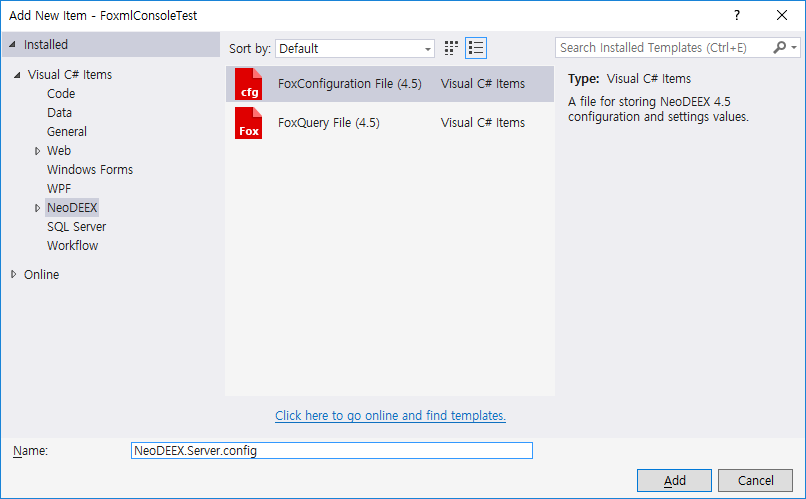 Add New Item - FoxmlConsoleTest
Installed
Visual C# Items
Code
Data
General
Web
Windows Forms
WPF
NeoDEEX
SQL Server
Workflow
Online
Sort by: Default
cfg FoxConfiguration File (4.5) Visual C# Items
Fox FoxQuery File (4.5) Visual C# Items
Click here to go online and find templates.
Search Installed Templates (Ctrl+E)
Type: Visual C# Items
A file for storing NeoDEEX 4.5
configuration and settings values.
Name: NeoDEEX.Server.config
Add Cancel